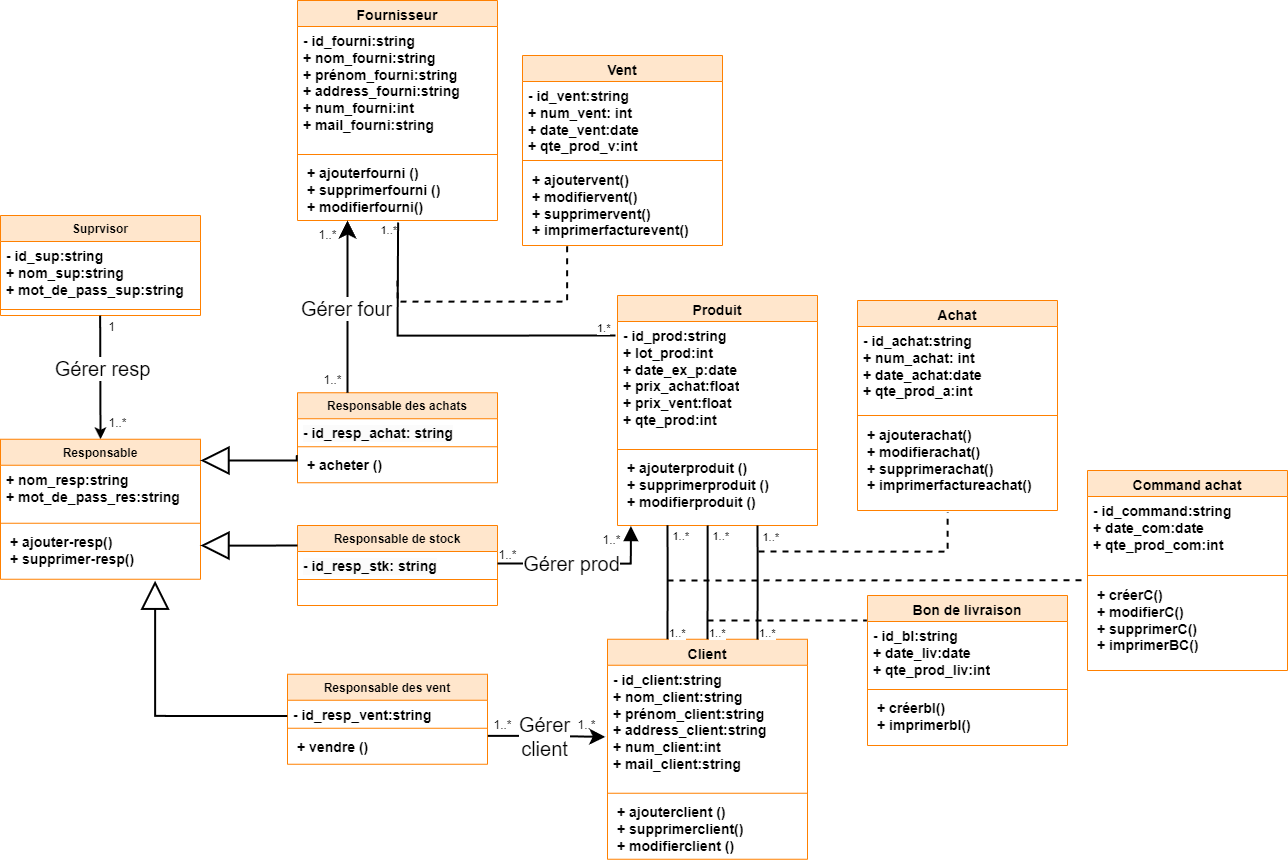 Fournisseur
- id_fourni:string
+ nom_fourni:string
+ prénom_fourni:string
+ address_fourni:string
+ num_fourni:int
+ mail_fourni:string
+ ajouterfourni ()
+ supprimerfourni ()
+ modifierfourni()
Vent
- id_vent:string
+ num_vent: int
+ date_vent:date
+ qte_prod_v:int
+ ajoutervent()
+ modifiervent()
+ supprimervent()
+ imprimerfacturevent()
Suprvisor
- id_sup:string
+ nom_sup:string
+ mot_de_pass_sup:string
1
Gérer resp
1..*
1..*
1..*
Gérer four
1..*
1.*
Produit
- id_prod:string
+ lot_prod:int
+ date_ex_p:date
+ prix_achat:float
+ prix_vent:float
+ qte_prod:int
+ ajouterproduit ()
+ supprimerproduit ()
+ modifierproduit ()
Achat
- id_achat:string
+ num_achat: int
+ date_achat:date
+ qte_prod_a:int
+ ajouterachat()
+ modifierachat()
+ supprimerachat()
+ imprimerfactureachat()
Responsable des achats
- id_resp_achat: string
+ acheter ()
Responsable
+ nom_resp:string
+ mot_de_pass_res:string
+ ajouter-resp()
+ supprimer-resp()
Responsable de stock
- id_resp_stk: string
1..*
Gérer prod
1..*
1..*
1..*
1..*
Command achat
- id_command:string
+ date_com:date
+ qte_prod_com:int
+ créerC()
+ modifierC()
+ supprimerC()
+ imprimerBC()
Bon de livraison
- id_bl:string
+ date_liv:date
+ qte_prod_liv:int
+ créerbl()
+ imprimerbl()
1..*
1..*
1..*
Client
- id_client:string
+ nom_client:string
+ prénom_client:string
+ address_client:string
+ num_client:int
+ mail_client:string
+ ajouterclient ()
+ supprimerclient()
+ modifierclient ()
Responsable des vent
- id_resp_vent:string
+ vendre ()
1..*
Gérer
client
1..*